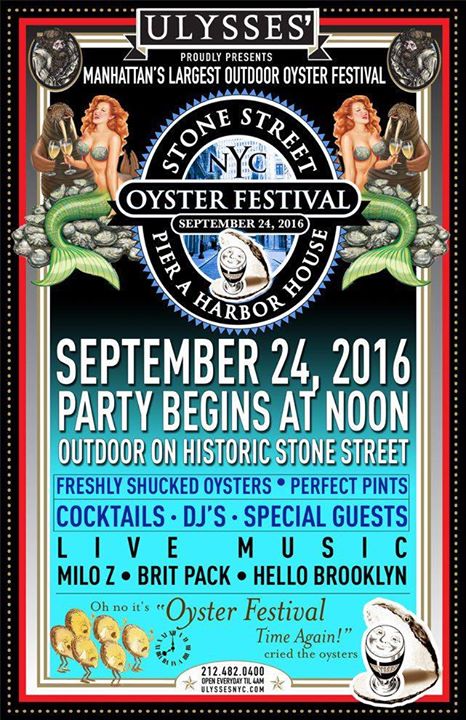 ULYSSES'
PROUDLY PRESENTS
MANHATTAN'S LARGEST OUTDOOR OYSTER FESTIVAL
STONE STREET
NYC
OYSTER FESTIVAL
SEPTEMBER 24, 2016
PIER A HARBOR HOUSE
SEPTEMBER 24, 2016
PARTY BEGINS AT NOON
OUTDOOR ON HISTORIC STONE STREET
FRESHLY SHUCKED OYSTERS • PERFECT PINTS
COCKTAILS · DJ'S · SPECIAL GUESTS
LIVE MUSIC
MILO Z • BRIT PACK • HELLO BROOKLYN
Oh no it's "Oyster Festival
Time Again!"
cried the oysters
212.482.0400
OPEN EVERYDAY TIL 4AM
ULYSSESNYC.COM